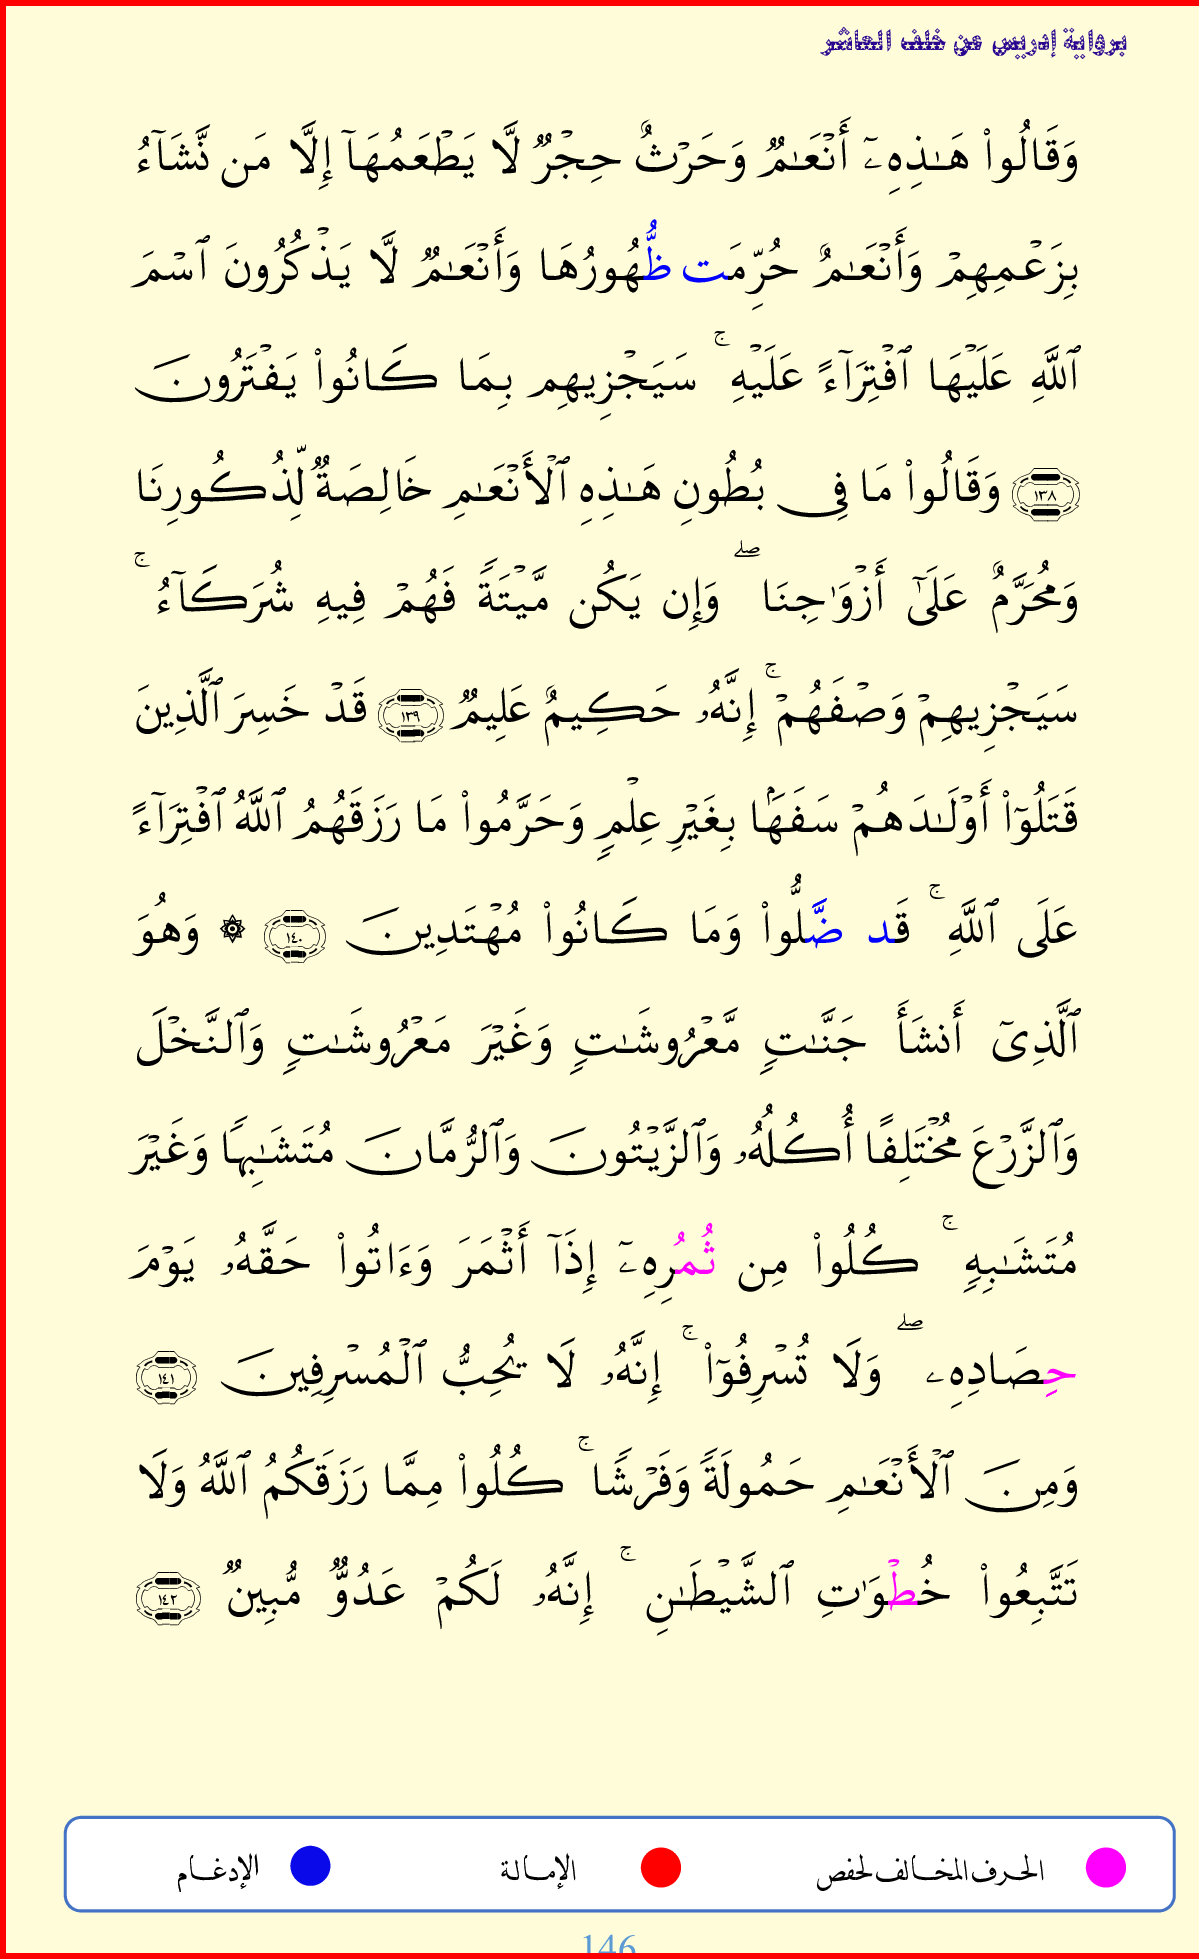 برواية إدريس عن خلف العاشر
وَقَالُوا۟ هَـٰذِهِۦٓ أَنْعَـٰمٌ وَحَرْثٌ حِجْرٌ لَّا يَطْعَمُهَآ إِلَّا مَن نَّشَآءُ
بِزَعْمِهِمْ وَأَنْعَـٰمٌ حُرِّمَت ظُّهُورُهَا وَأَنْعَـٰمٌ لَّا يَذْكُرُونَ ٱسْمَ
ٱللَّهِ عَلَيْهَا ٱفْتِرَآءً عَلَيْهِ ۚ سَيَجْزِيهِم بِمَا كَانُوا۟ يَفْتَرُونَ
١٣٨ وَقَالُوا۟ مَا فِى بُطُونِ هَـٰذِهِ ٱلْأَنْعَـٰمِ خَالِصَةٌ لِّذُكُورِنَا
وَمُحَرَّمٌ عَلَىٰٓ أَزْوَٰجِنَا ۖ وَإِن يَكُن مَّيْتَةً فَهُمْ فِيهِ شُرَكَآءُ ۚ
سَيَجْزِيهِمْ وَصْفَهُمْ ۚ إِنَّهُۥ حَكِيمٌ عَلِيمٌ ١٣٩ قَدْ خَسِرَ ٱلَّذِينَ
قَتَلُوٓا۟ أَوْلَـٰدَهُمْ سَفَهًۢا بِغَيْرِ عِلْمٍ وَحَرَّمُوا۟ مَا رَزَقَهُمُ ٱللَّهُ ٱفْتِرَآءً
عَلَى ٱللَّهِ ۚ قَد ضَّلُّوا۟ وَمَا كَانُوا۟ مُهْتَدِينَ ١٤٠ ۞ وَهُوَ
ٱلَّذِىٓ أَنشَأَ جَنَّـٰتٍ مَّعْرُوشَـٰتٍ وَغَيْرَ مَعْرُوشَـٰتٍ وَٱلنَّخْلَ
وَٱلزَّرْعَ مُخْتَلِفًا أُكُلُهُۥ وَٱلزَّيْتُونَ وَٱلرُّمَّانَ مُتَشَـٰبِهًا وَغَيْرَ
مُتَشَـٰبِهٍ ۚ كُلُوا۟ مِن ثُمُرِهِۦٓ إِذَآ أَثْمَرَ وَءَاتُوا۟ حَقَّهُۥ يَوْمَ
حِصَادِهِۦ ۖ وَلَا تُسْرِفُوٓا۟ ۚ إِنَّهُۥ لَا يُحِبُّ ٱلْمُسْرِفِينَ ١٤١
وَمِنَ ٱلْأَنْعَـٰمِ حَمُولَةً وَفَرْشًا ۚ كُلُوا۟ مِمَّا رَزَقَكُمُ ٱللَّهُ وَلَا
تَتَّبِعُوا۟ خُطْوَٰتِ ٱلشَّيْطَـٰنِ ۚ إِنَّهُۥ لَكُمْ عَدُوٌّ مُّبِينٌ ١٤٢
الحرف المخالف لحفص الإمالة الإدغام
146